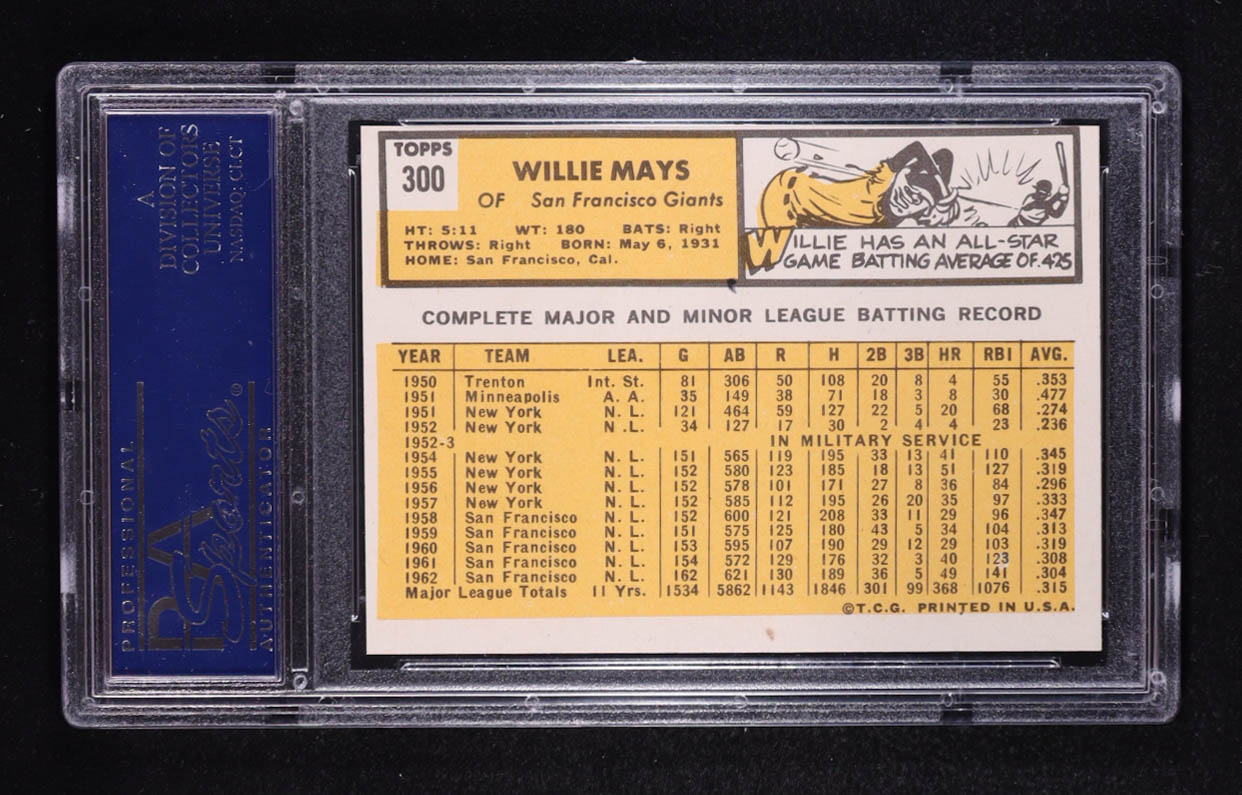 A
DIVISION OF
COLLECTORS
UNIVERSE
NASDAQ: CLCT
PROFESSIONAL
PSA
Sports
AUTHENTICATOR
TOPPS
300
WILLIE MAYS
OF San Francisco Giants
HT: 5:11 WT: 180 BATS: Right
THROWS: Right BORN: May 6, 1931
HOME: San Francisco, Cal.
WILLIE HAS AN ALL-STAR
GAME BATTING AVERAGE OF .425
COMPLETE MAJOR AND MINOR LEAGUE BATTING RECORD
YEAR TEAM LEA. G AB R H 2B 3B HR RBI AVG.
1950 Trenton Int. St. 81 306 50 108 20 8 4 55 .353
1951 Minneapolis A. A. 35 149 38 71 18 3 8 30 .477
1951 New York N. L. 121 464 59 127 22 5 20 68 .274
1952 New York N .L. 34 127 17 30 2 4 4 23 .236
1952-3 IN MILITARY SERVICE
1954 New York N. L. 151 565 119 195 33 13 41 110 .345
1955 New York N. L. 152 580 123 185 18 13 51 127 .319
1956 New York N. L. 152 578 101 171 27 8 36 84 .296
1957 New York N. L. 152 585 112 195 26 20 35 97 .333
1958 San Francisco N. L. 152 600 121 208 33 11 29 96 .347
1959 San Francisco N. L. 151 575 125 180 43 5 34 104 .313
1960 San Francisco N. L. 153 595 107 190 29 12 29 103 .319
1961 San Francisco N. L. 154 572 129 176 32 3 40 123 .308
1962 San Francisco N. L. 162 621 130 189 36 5 49 141 .304
Major League Totals 11 Yrs. 1534 5862 1143 1846 301 99 368 1076 .315
©T.C.G. PRINTED IN U.S.A.